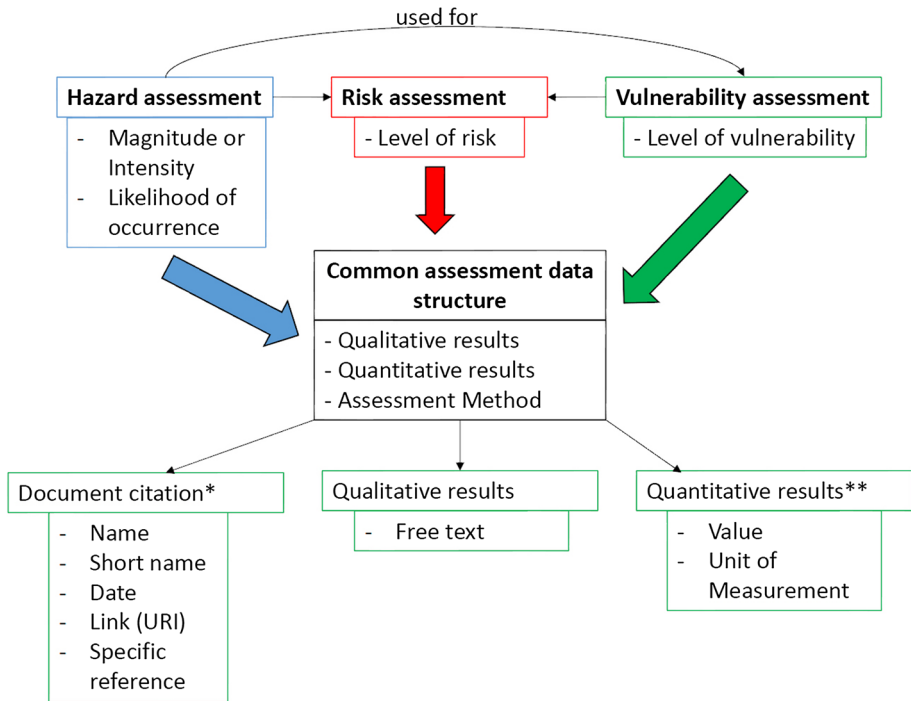 used for
Hazard assessment
- Magnitude or
Intensity
- Likelihood of
occurrence
Risk assessment
- Level of risk
Vulnerability assessment
- Level of vulnerability
Common assessment data
structure
- Qualitative results
- Quantitative results
- Assessment Method
Document citation*
- Name
- Short name
- Date
- Link (URI)
- Specific
reference
Qualitative results
- Free text
Quantitative results**
- Value
- Unit of
Measurement